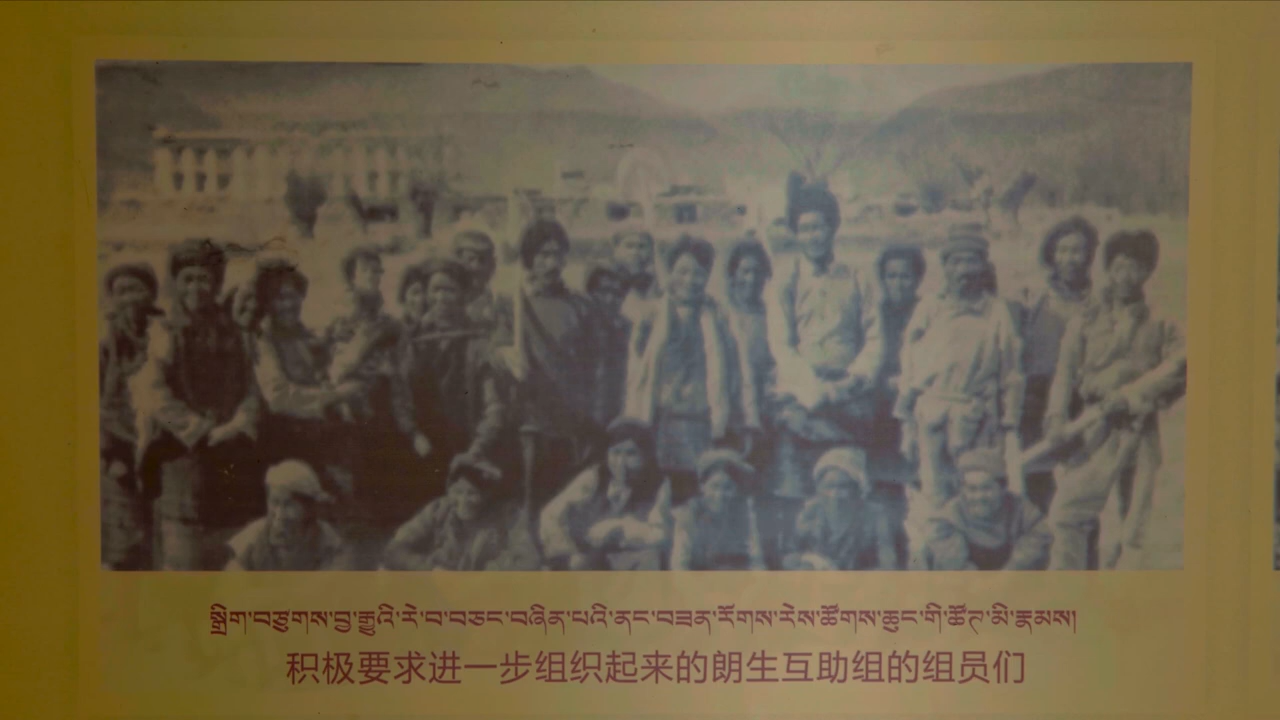 སྒྲིག་བཙུགས་བྱ་རྒྱུའི་རེ་བ་བཅང་བཞིན་པའི་ནང་བཟན་རོགས་རེས་ཚོགས་ཆུང་གི་ཚོཊ་མི་རྣམས།
积极要求进一步组织起来的朗生互助组的组员们